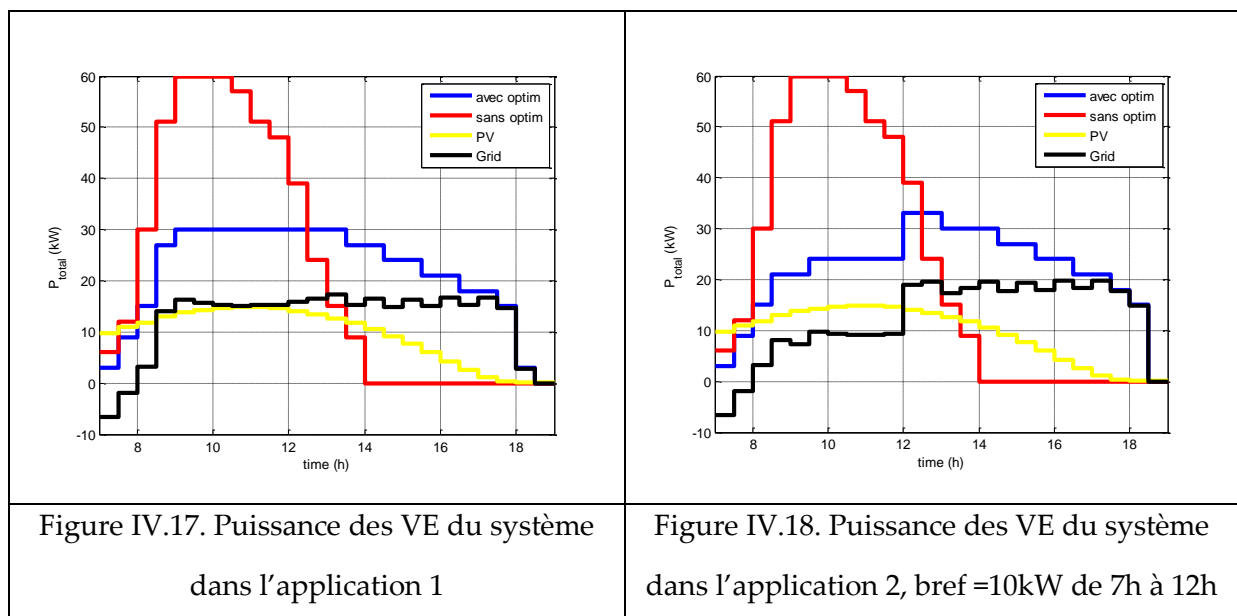 60
50
40
30
20
10
0
-10
P_total (kW)
8 10 12 14 16 18
time (h)
avec optim
sans optim
PV
Grid
Figure IV.17. Puissance des VE du système
dans l’application 1
60
50
40
30
20
10
0
-10
P_total (kW)
8 10 12 14 16 18
time (h)
avec optim
sans optim
PV
Grid
Figure IV.18. Puissance des VE du système
dans l’application 2, bref =10kW de 7h à 12h